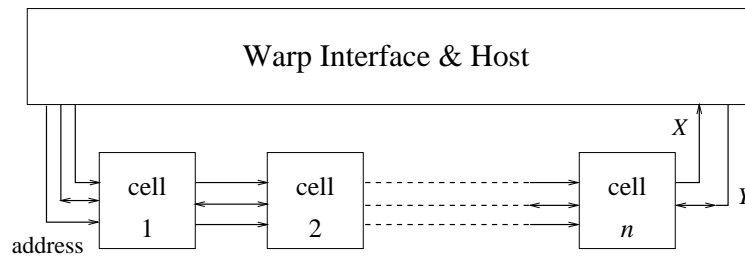 Warp Interface & Host
X
cell
cell
cell
Y
1
2
n
address